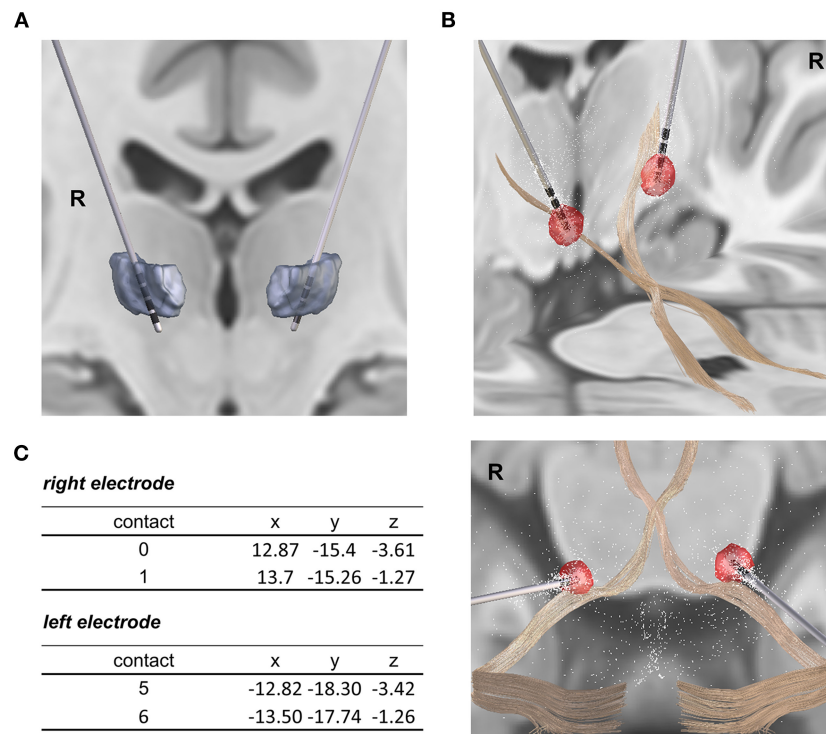 A
B
R
R
C
R
right electrode
contact x y z
0 12.87 -15.4 -3.61
1 13.7 -15.26 -1.27
left electrode
contact x y z
5 -12.82 -18.30 -3.42
6 -13.50 -17.74 -1.26